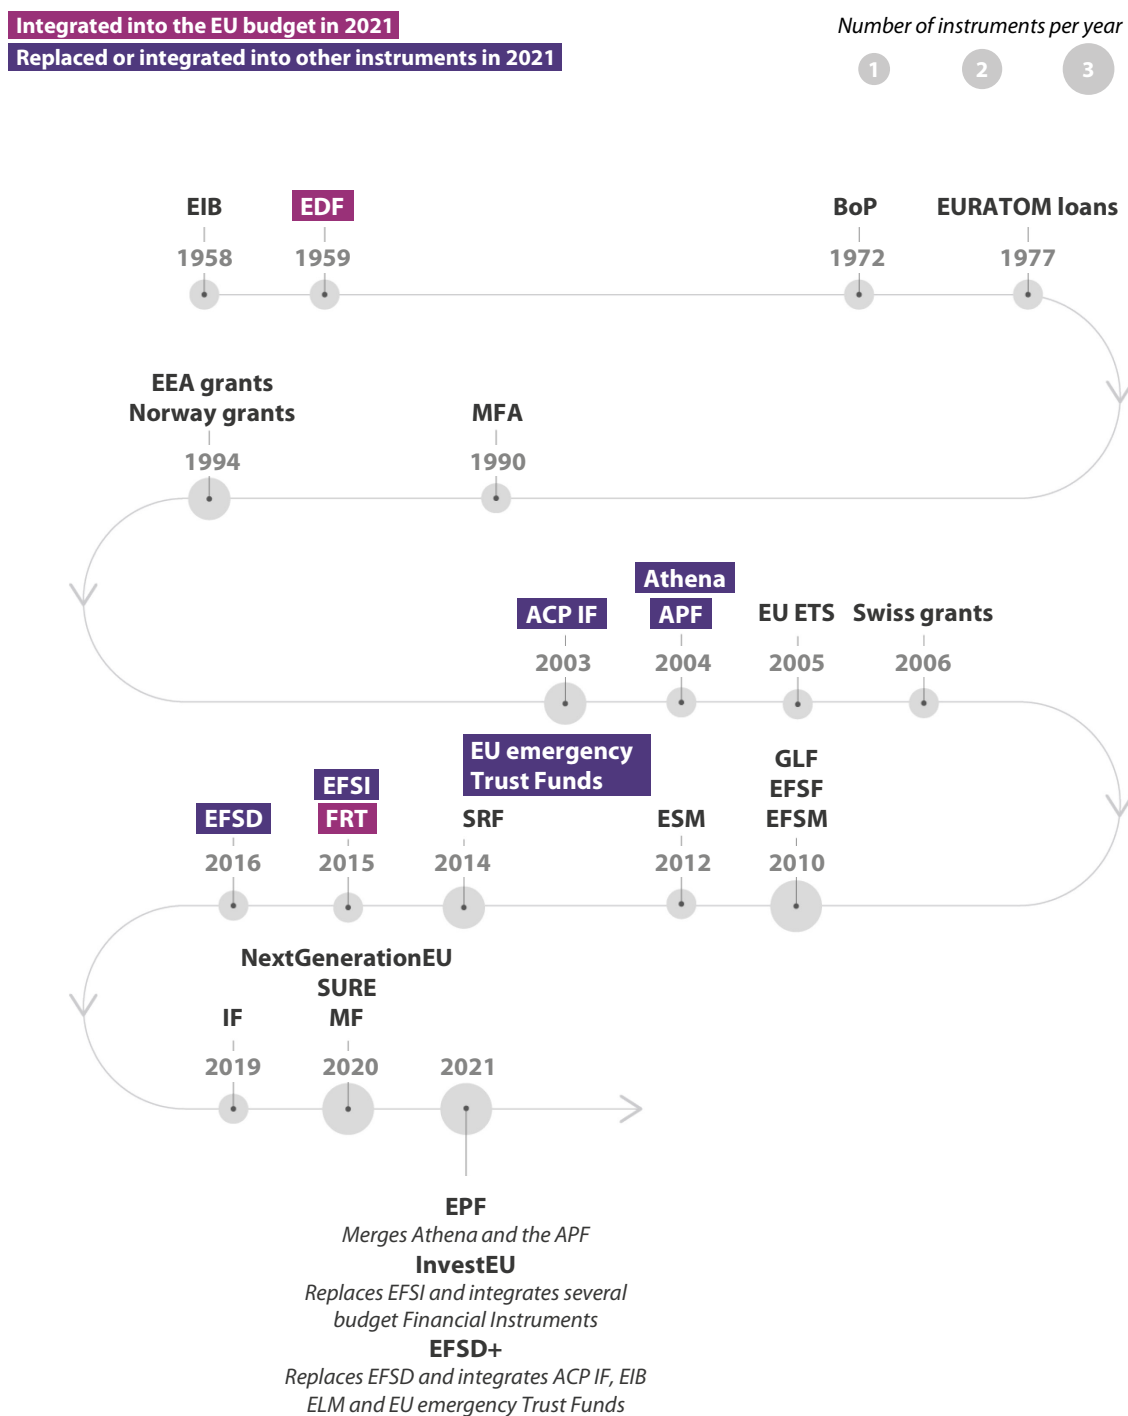 Integrated into the EU budget in 2021
Replaced or integrated into other instruments in 2021
Number of instruments per year
1 2 3
EIB EDF BoP EURATOM loans
1958 1959 1972 1977
EEA grants
Norway grants MFA
1994 1990
Athena
ACP IF APF EU ETS Swiss grants
2003 2004 2005 2006
EU emergency
Trust Funds
GLF
EFSI EFSF
EFSD FRT SRF ESM EFSM
2016 2015 2014 2012 2010
NextGenerationEU
SURE
IF MF
2019 2020 2021
EPF
Merges Athena and the APF
InvestEU
Replaces EFSI and integrates several
budget Financial Instruments
EFSD+
Replaces EFSD and integrates ACP IF, EIB
ELM and EU emergency Trust Funds